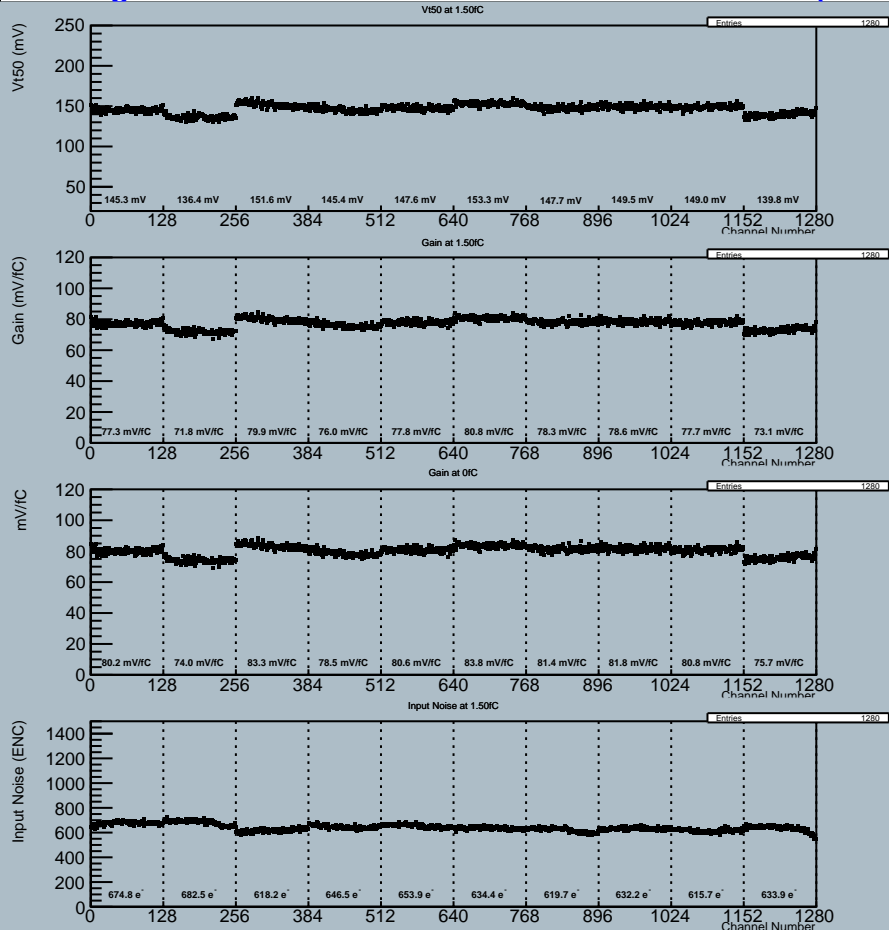 Vt50 at 1.50fC
Entries 1280
Vt50 (mV)
250
200
150
100
50
145.3 mV 136.4 mV 151.6 mV 145.4 mV 147.6 mV 153.3 mV 147.7 mV 149.5 mV 149.0 mV 139.8 mV
0 128 256 384 512 640 768 896 1024 1152 1280
Channel Number
Gain at 1.50fC
Entries 1280
Gain (mV/fC)
120
100
80
60
40
20
0
77.3 mV/fC 71.8 mV/fC 79.9 mV/fC 76.0 mV/fC 77.8 mV/fC 80.8 mV/fC 78.3 mV/fC 78.6 mV/fC 77.7 mV/fC 73.1 mV/fC
0 128 256 384 512 640 768 896 1024 1152 1280
Channel Number
Gain at 0fC
Entries 1280
mV/fC
120
100
80
60
40
20
0
80.2 mV/fC 74.0 mV/fC 83.3 mV/fC 78.5 mV/fC 80.6 mV/fC 83.8 mV/fC 81.4 mV/fC 81.8 mV/fC 80.8 mV/fC 75.7 mV/fC
0 128 256 384 512 640 768 896 1024 1152 1280
Channel Number
Input Noise at 1.50fC
Entries 1280
Input Noise (ENC)
1400
1200
1000
800
600
400
200
0
674.8 e⁻ 682.5 e⁻ 618.2 e⁻ 646.5 e⁻ 653.9 e⁻ 634.4 e⁻ 619.7 e⁻ 632.2 e⁻ 615.7 e⁻ 633.9 e⁻
0 128 256 384 512 640 768 896 1024 1152 1280
Channel Number